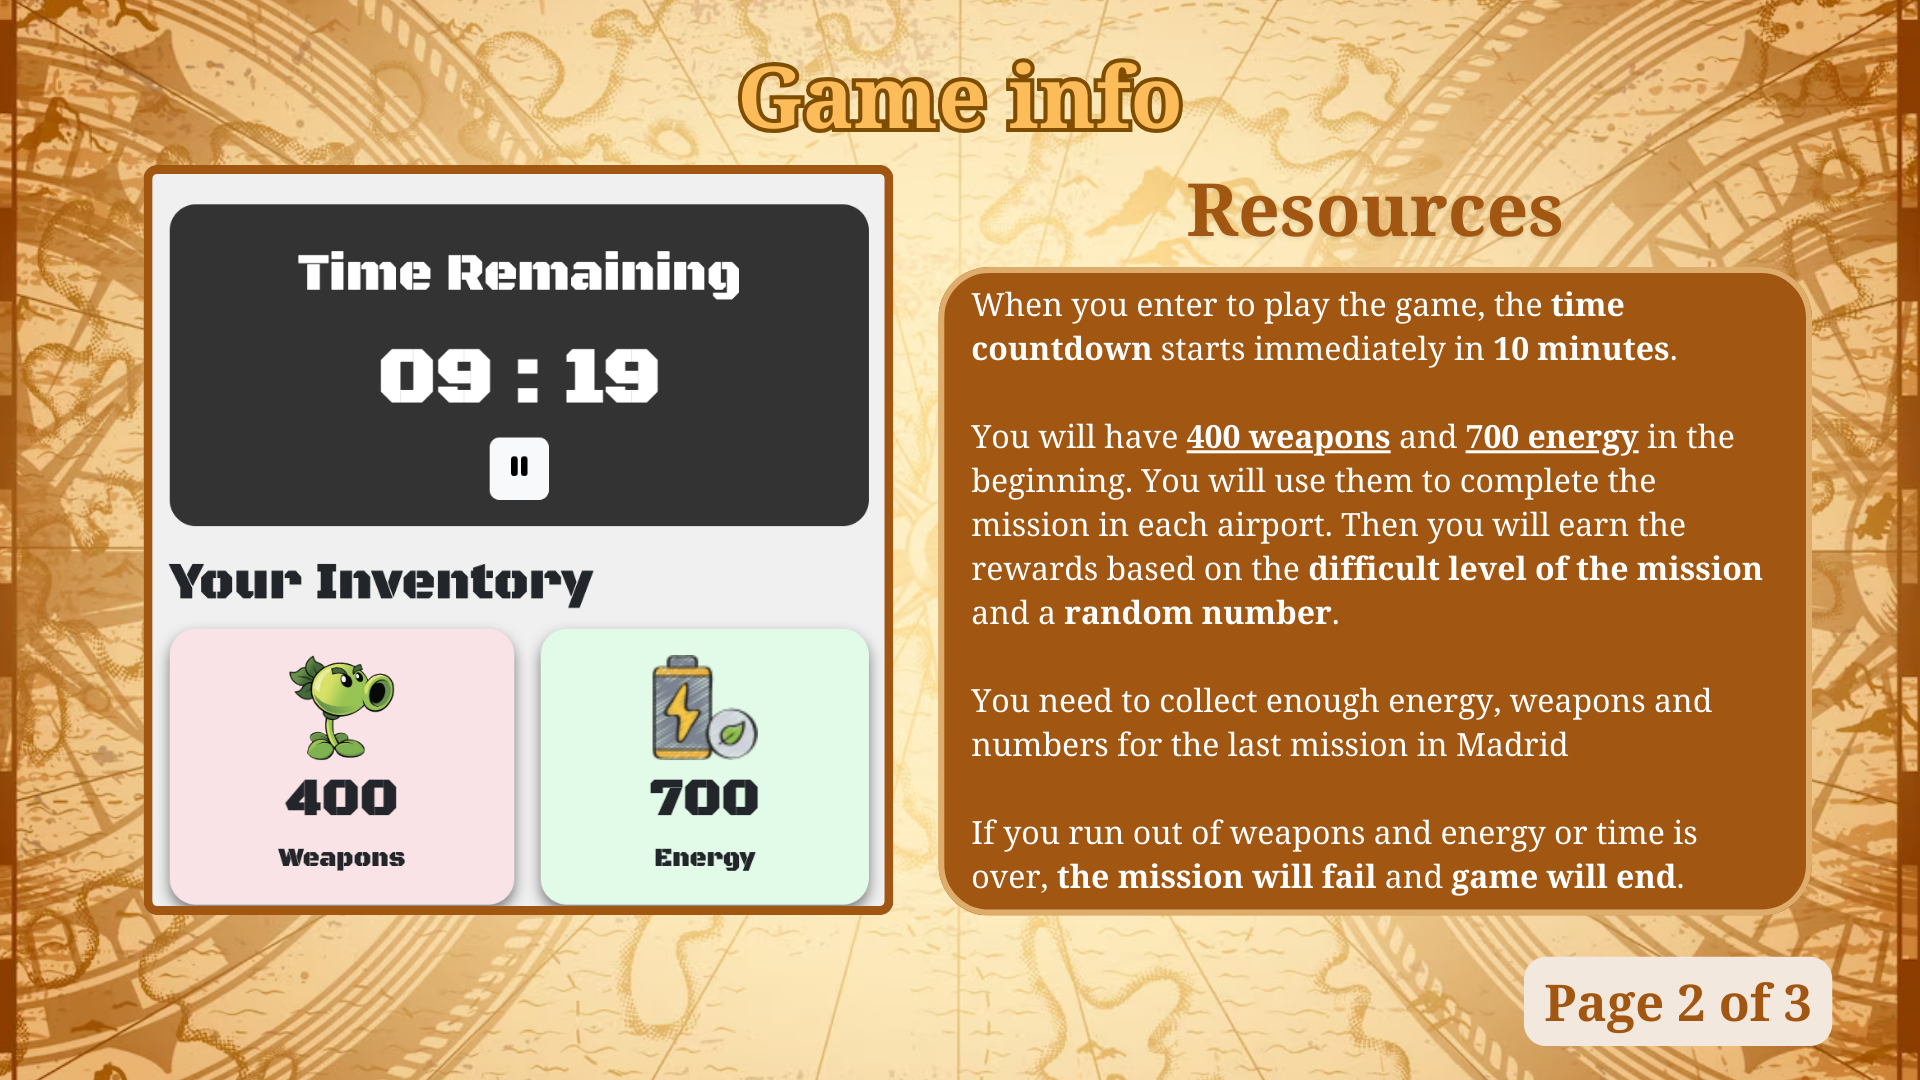 Game info
Time Remaining
09 : 19
Your Inventory
400
Weapons
700
Energy
Resources
When you enter to play the game, the time
countdown starts immediately in 10 minutes.
You will have 400 weapons and 700 energy in the
beginning. You will use them to complete the
mission in each airport. Then you will earn the
rewards based on the difficult level of the mission
and a random number.
You need to collect enough energy, weapons and
numbers for the last mission in Madrid
If you run out of weapons and energy or time is
over, the mission will fail and game will end.
Page 2 of 3